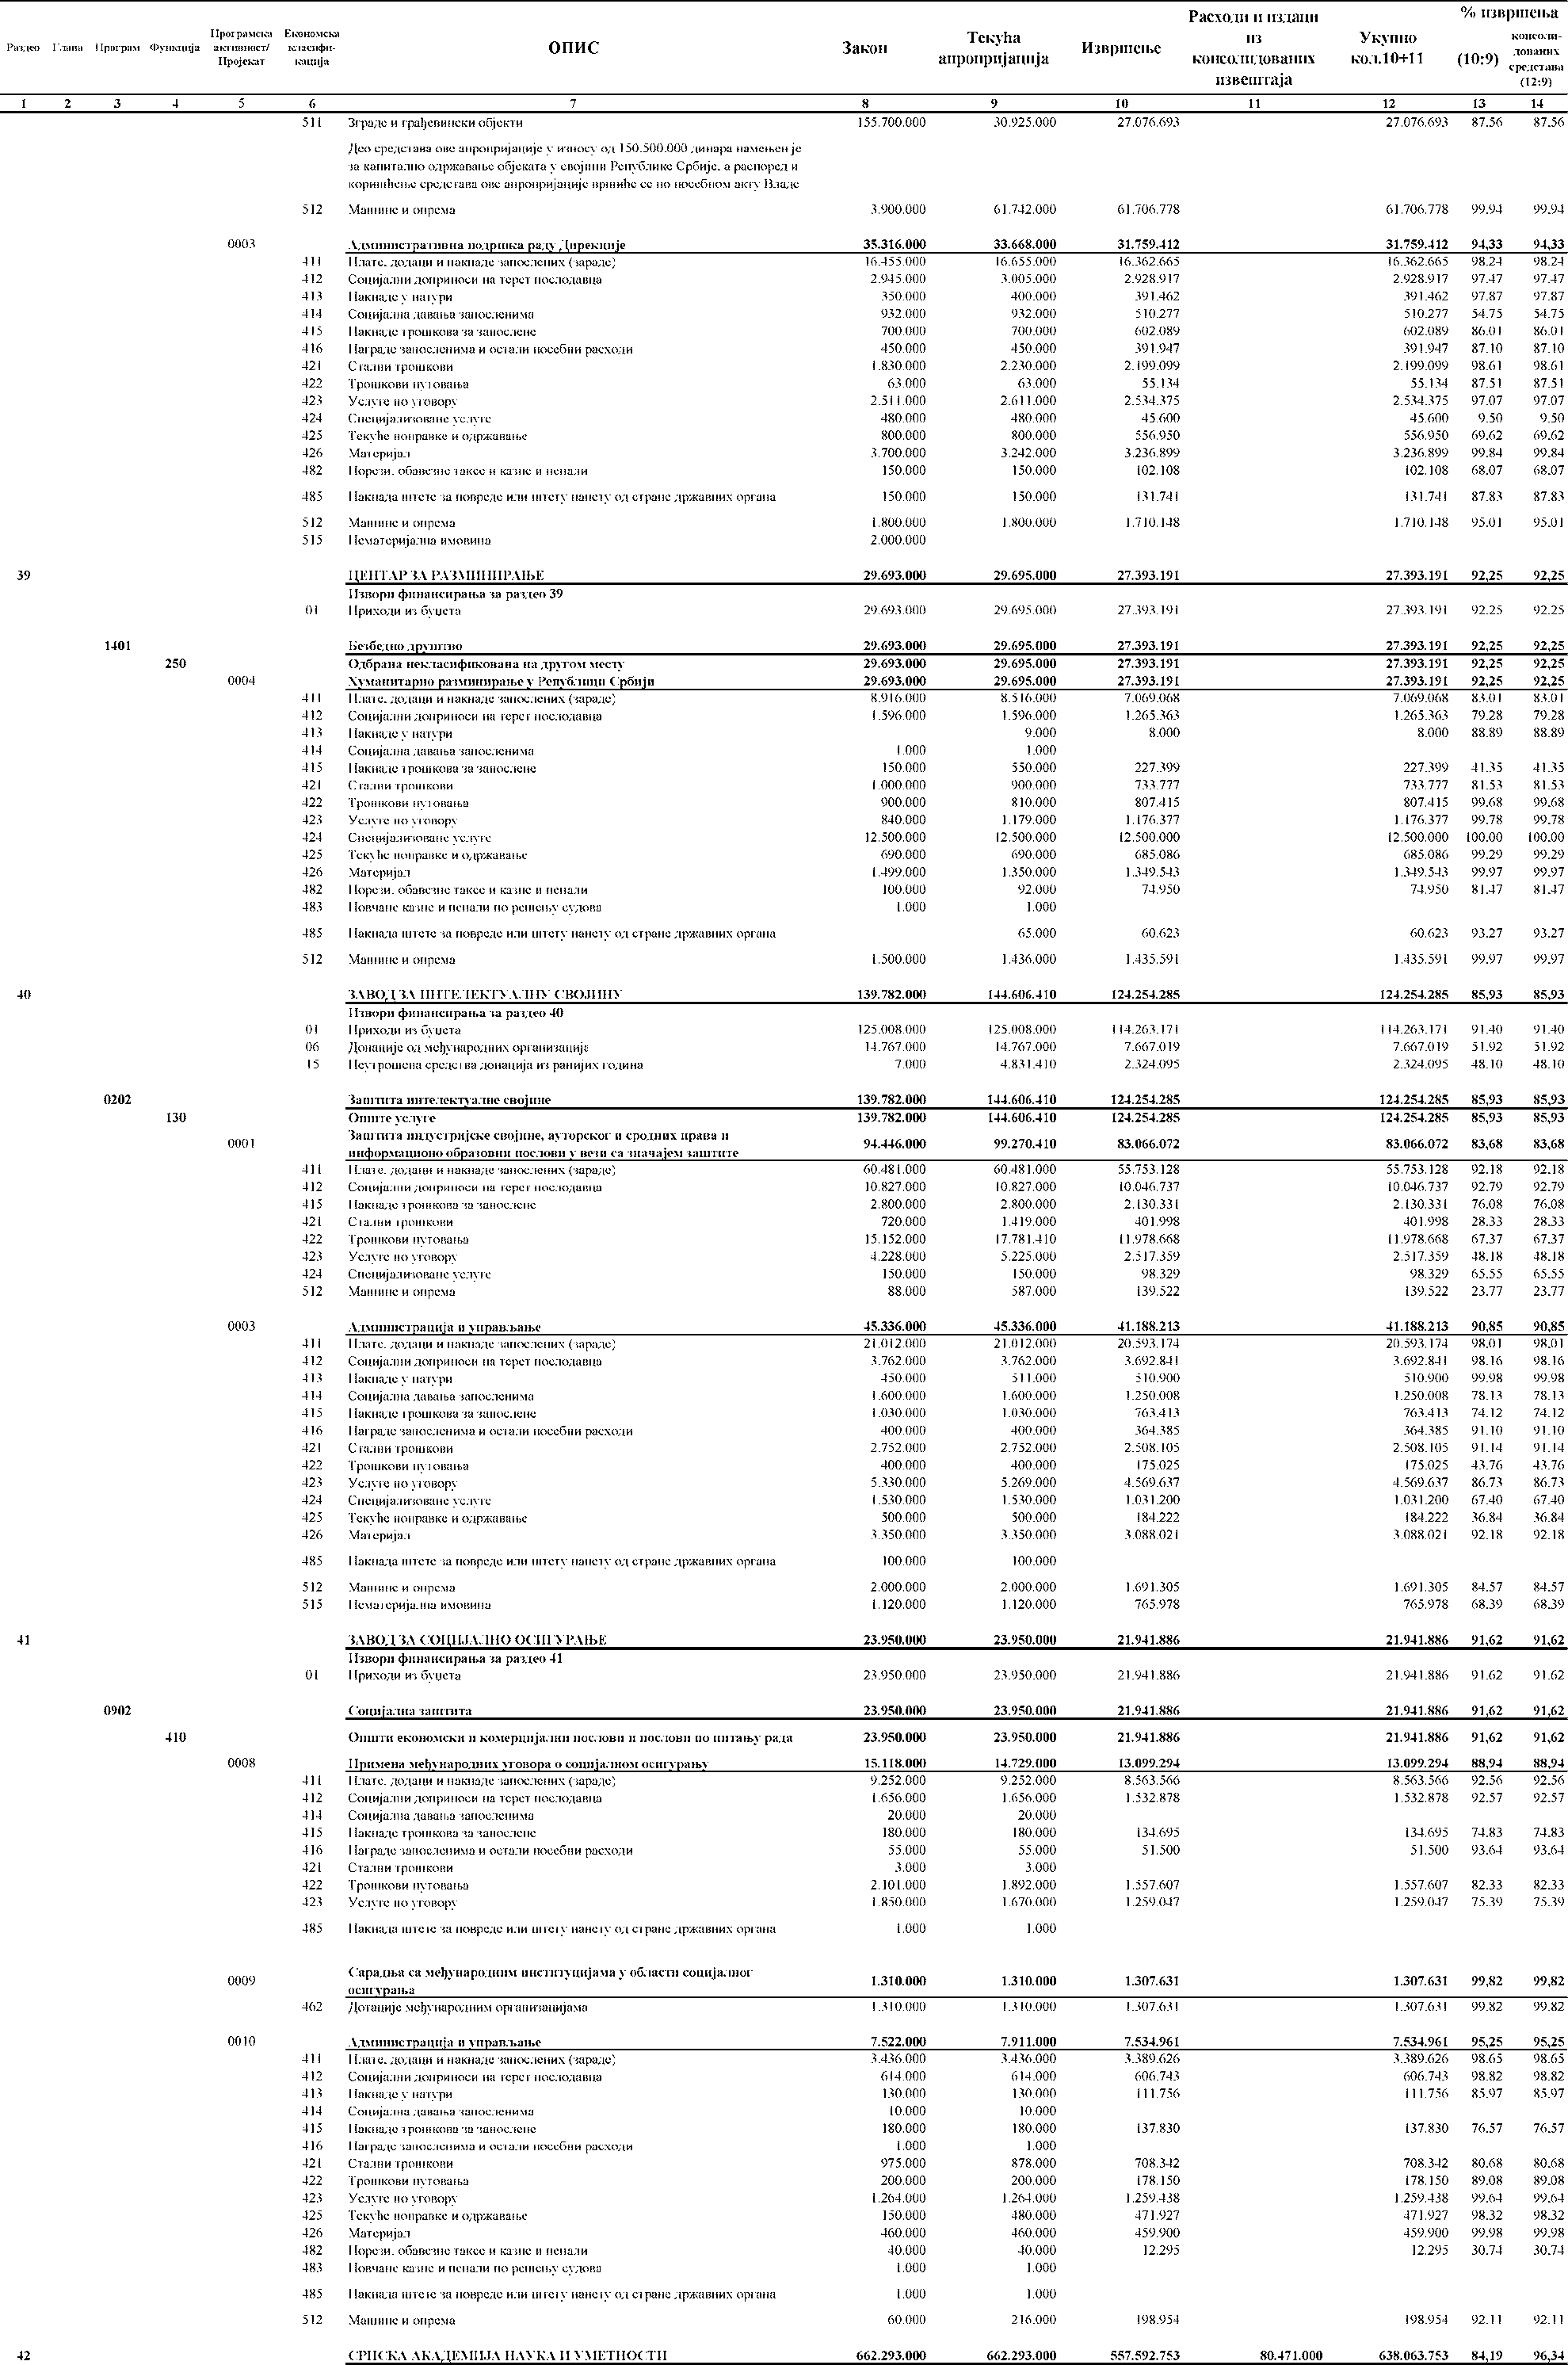 Раздео Глава Програм Функција Програмска активност/ Пројекат Економска класифи- кација ОПИС Закон Текућа апропријација Извршење Расходи и издаци из консолидованих извештаја Укупно кол.10+11 % извршења (10:9) консоли- дованих средстава (12:9)
1 2 3 4 5 6 7 8 9 10 11 12 13 14
511 Зграде и грађевински објекти 155.700.000 30.925.000 27.076.693 27.076.693 87.56 87.56
Део средстава ове апропријације у износу од 150.500.000 динара намењен је
за капитално одржавање објеката у својини Републике Србије, а распоред и
коришћење средстава ове апропријације вршиће се по посебном акту Владе
512 Машине и опрема 3.900.000 61.742.000 61.706.778 61.706.778 99.94 99.94
0003 Административна подршка раду Дирекције 35.316.000 33.668.000 31.759.412 31.759.412 94,33 94,33
411 Плате, додаци и накнаде запослених (зараде) 16.455.000 16.655.000 16.362.665 16.362.665 98.24 98.24
412 Социјални доприноси на терет послодавца 2.945.000 3.005.000 2.928.917 2.928.917 97.47 97.47
413 Накнаде у натури 350.000 400.000 391.462 391.462 97.87 97.87
414 Социјална давања запосленима 932.000 932.000 510.277 510.277 54.75 54.75
415 Накнаде трошкова за запослене 700.000 700.000 602.089 602.089 86.01 86.01
416 Награде запосленима и остали посебни расходи 450.000 450.000 391.947 391.947 87.10 87.10
421 Стални трошкови 1.830.000 2.230.000 2.199.099 2.199.099 98.61 98.61
422 Трошкови путовања 63.000 63.000 55.134 55.134 87.51 87.51
423 Услуге по уговору 2.511.000 2.611.000 2.534.375 2.534.375 97.07 97.07
424 Специјализоване услуге 480.000 480.000 45.600 45.600 9.50 9.50
425 Текуће поправке и одржавање 800.000 800.000 556.950 556.950 69.62 69.62
426 Материјал 3.700.000 3.242.000 3.236.899 3.236.899 99.84 99.84
482 Порези, обавезне таксе и казне и пенали 150.000 150.000 102.108 102.108 68.07 68.07
485 Накнада штете за повреде или штету нанету од стране државних органа 150.000 150.000 131.741 131.741 87.83 87.83
512 Машине и опрема 1.800.000 1.800.000 1.710.148 1.710.148 95.01 95.01
515 Нематеријална имовина 2.000.000
39 ЦЕНТАР ЗА РАЗМИНИРАЊЕ 29.693.000 29.695.000 27.393.191 27.393.191 92,25 92,25
Извори финансирања за раздео 39
01 Приходи из буџета 29.693.000 29.695.000 27.393.191 27.393.191 92.25 92.25
1401 Безбедно друштво 29.693.000 29.695.000 27.393.191 27.393.191 92,25 92,25
250 Одбрана некласификована на другом месту 29.693.000 29.695.000 27.393.191 27.393.191 92,25 92,25
0004 Хуманитарно разминирање у Републици Србији 29.693.000 29.695.000 27.393.191 27.393.191 92,25 92,25
411 Плате, додаци и накнаде запослених (зараде) 8.916.000 8.516.000 7.069.068 7.069.068 83.01 83.01
412 Социјални доприноси на терет послодавца 1.596.000 1.596.000 1.265.363 1.265.363 79.28 79.28
413 Накнаде у натури 9.000 8.000 8.000 88.89 88.89
414 Социјална давања запосленима 1.000 1.000
415 Накнаде трошкова за запослене 150.000 550.000 227.399 227.399 41.35 41.35
421 Стални трошкови 1.000.000 900.000 733.777 733.777 81.53 81.53
422 Трошкови путовања 900.000 810.000 807.415 807.415 99.68 99.68
423 Услуге по уговору 840.000 1.179.000 1.176.377 1.176.377 99.78 99.78
424 Специјализоване услуге 12.500.000 12.500.000 12.500.000 12.500.000 100.00 100.00
425 Текуће поправке и одржавање 690.000 690.000 685.086 685.086 99.29 99.29
426 Материјал 1.499.000 1.350.000 1.349.543 1.349.543 99.97 99.97
482 Порези, обавезне таксе и казне и пенали 100.000 92.000 74.950 74.950 81.47 81.47
483 Новчане казне и пенали по решењу судова 1.000 1.000
485 Накнада штете за повреде или штету нанету од стране државних органа 65.000 60.623 60.623 93.27 93.27
512 Машине и опрема 1.500.000 1.436.000 1.435.591 1.435.591 99.97 99.97
40 ЗАВОД ЗА ИНТЕЛЕКТУАЛНУ СВОЈИНУ 139.782.000 144.606.410 124.254.285 124.254.285 85,93 85,93
Извори финансирања за раздео 40
01 Приходи из буџета 125.008.000 125.008.000 114.263.171 114.263.171 91.40 91.40
06 Донације од међународних организација 14.767.000 14.767.000 7.667.019 7.667.019 51.92 51.92
15 Неутрошена средства донација из ранијих година 7.000 4.831.410 2.324.095 2.324.095 48.10 48.10
0202 Заштита интелектуалне својине 139.782.000 144.606.410 124.254.285 124.254.285 85,93 85,93
130 Опште услуге 139.782.000 144.606.410 124.254.285 124.254.285 85,93 85,93
0001 Заштита индустријске својине, ауторског и сродних права и
информационо образовни послови у вези са значајем заштите 94.446.000 99.270.410 83.066.072 83.066.072 83,68 83,68
411 Плате, додаци и накнаде запослених (зараде) 60.481.000 60.481.000 55.753.128 55.753.128 92.18 92.18
412 Социјални доприноси на терет послодавца 10.827.000 10.827.000 10.046.737 10.046.737 92.79 92.79
415 Накнаде трошкова за запослене 2.800.000 2.800.000 2.130.331 2.130.331 76.08 76.08
421 Стални трошкови 720.000 1.419.000 401.998 401.998 28.33 28.33
422 Трошкови путовања 15.152.000 17.781.410 11.978.668 11.978.668 67.37 67.37
423 Услуге по уговору 4.228.000 5.225.000 2.517.359 2.517.359 48.18 48.18
424 Специјализоване услуге 150.000 150.000 98.329 98.329 65.55 65.55
512 Машине и опрема 88.000 587.000 139.522 139.522 23.77 23.77
0003 Администрација и управљање 45.336.000 45.336.000 41.188.213 41.188.213 90,85 90,85
411 Плате, додаци и накнаде запослених (зараде) 21.012.000 21.012.000 20.593.174 20.593.174 98.01 98.01
412 Социјални доприноси на терет послодавца 3.762.000 3.762.000 3.692.841 3.692.841 98.16 98.16
413 Накнаде у натури 450.000 511.000 510.900 510.900 99.98 99.98
414 Социјална давања запосленима 1.600.000 1.600.000 1.250.008 1.250.008 78.13 78.13
415 Накнаде трошкова за запослене 1.030.000 1.030.000 763.413 763.413 74.12 74.12
416 Награде запосленима и остали посебни расходи 400.000 400.000 364.385 364.385 91.10 91.10
421 Стални трошкови 2.752.000 2.752.000 2.508.105 2.508.105 91.14 91.14
422 Трошкови путовања 400.000 400.000 175.025 175.025 43.76 43.76
423 Услуге по уговору 5.330.000 5.269.000 4.569.637 4.569.637 86.73 86.73
424 Специјализоване услуге 1.530.000 1.530.000 1.031.200 1.031.200 67.40 67.40
425 Текуће поправке и одржавање 500.000 500.000 184.222 184.222 36.84 36.84
426 Материјал 3.350.000 3.350.000 3.088.021 3.088.021 92.18 92.18
485 Накнада штете за повреде или штету нанету од стране државних органа 100.000 100.000
512 Машине и опрема 2.000.000 2.000.000 1.691.305 1.691.305 84.57 84.57
515 Нематеријална имовина 1.120.000 1.120.000 765.978 765.978 68.39 68.39
41 ЗАВОД ЗА СОЦИЈАЛНО ОСИГУРАЊЕ 23.950.000 23.950.000 21.941.886 21.941.886 91,62 91,62
Извори финансирања за раздео 41
01 Приходи из буџета 23.950.000 23.950.000 21.941.886 21.941.886 91.62 91.62
0902 Социјална заштита 23.950.000 23.950.000 21.941.886 21.941.886 91,62 91,62
410 Општи економски и комерцијални послови и послови по питању рада 23.950.000 23.950.000 21.941.886 21.941.886 91,62 91,62
0008 Примена међународних уговора о социјалном осигурању 15.118.000 14.729.000 13.099.294 13.099.294 88,94 88,94
411 Плате, додаци и накнаде запослених (зараде) 9.252.000 9.252.000 8.563.566 8.563.566 92.56 92.56
412 Социјални доприноси на терет послодавца 1.656.000 1.656.000 1.532.878 1.532.878 92.57 92.57
414 Социјална давања запосленима 20.000 20.000
415 Накнаде трошкова за запослене 180.000 180.000 134.695 134.695 74.83 74.83
416 Награде запосленима и остали посебни расходи 55.000 55.000 51.500 51.500 93.64 93.64
421 Стални трошкови 3.000 3.000
422 Трошкови путовања 2.101.000 1.892.000 1.557.607 1.557.607 82.33 82.33
423 Услуге по уговору 1.850.000 1.670.000 1.259.047 1.259.047 75.39 75.39
485 Накнада штете за повреде или штету нанету од стране државних органа 1.000 1.000
0009 Сарадња са међународним институцијама у области социјалног
осигурања 1.310.000 1.310.000 1.307.631 1.307.631 99,82 99,82
462 Дотације међународним организацијама 1.310.000 1.310.000 1.307.631 1.307.631 99.82 99.82
0010 Администрација и управљање 7.522.000 7.911.000 7.534.961 7.534.961 95,25 95,25
411 Плате, додаци и накнаде запослених (зараде) 3.436.000 3.436.000 3.389.626 3.389.626 98.65 98.65
412 Социјални доприноси на терет послодавца 614.000 614.000 606.743 606.743 98.82 98.82
413 Накнаде у натури 130.000 130.000 111.756 111.756 85.97 85.97
414 Социјална давања запосленима 10.000 10.000
415 Накнаде трошкова за запослене 180.000 180.000 137.830 137.830 76.57 76.57
416 Награде запосленима и остали посебни расходи 1.000 1.000
421 Стални трошкови 975.000 878.000 708.342 708.342 80.68 80.68
422 Трошкови путовања 200.000 200.000 178.150 178.150 89.08 89.08
423 Услуге по уговору 1.264.000 1.264.000 1.259.438 1.259.438 99.64 99.64
425 Текуће поправке и одржавање 150.000 480.000 471.927 471.927 98.32 98.32
426 Материјал 460.000 460.000 459.900 459.900 99.98 99.98
482 Порези, обавезне таксе и казне и пенали 40.000 40.000 12.295 12.295 30.74 30.74
483 Новчане казне и пенали по решењу судова 1.000 1.000
485 Накнада штете за повреде или штету нанету од стране државних органа 1.000 1.000
512 Машине и опрема 60.000 216.000 198.954 198.954 92.11 92.11
42 СРПСКА АКАДЕМИЈА НАУКА И УМЕТНОСТИ 662.293.000 662.293.000 557.592.753 80.471.000 638.063.753 84,19 96,34